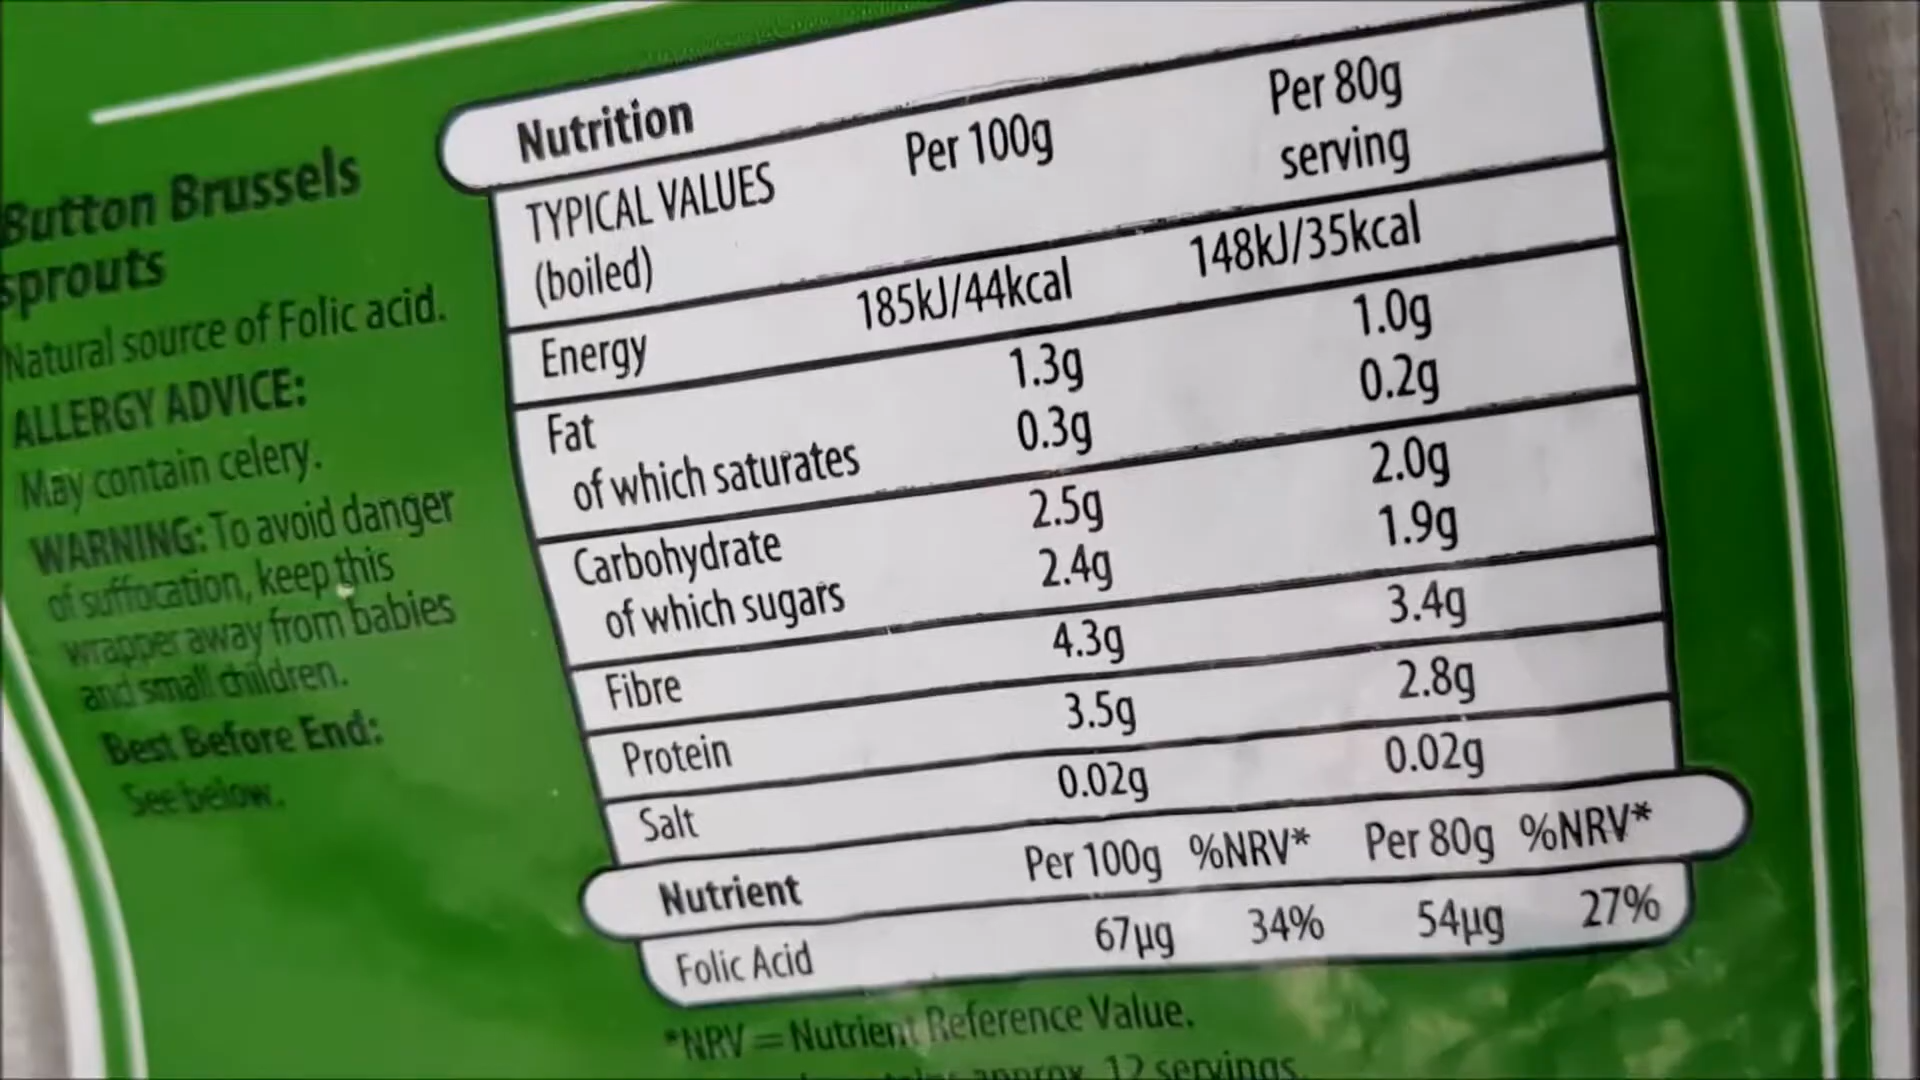 Button Brussels
sprouts
Natural source of Folic acid.
ALLERGY ADVICE:
May contain celery.
WARNING: To avoid danger
of suffocation, keep this
wrapper away from babies
and small children.
Best Before End:
See below.
Nutrition
TYPICAL VALUES Per 100g Per 80g
(boiled) serving
Energy 185kJ/44kcal 148kJ/35kcal
Fat 1.3g 1.0g
of which saturates 0.3g 0.2g
Carbohydrate 2.5g 2.0g
of which sugars 2.4g 1.9g
Fibre 4.3g 3.4g
Protein 3.5g 2.8g
Salt 0.02g 0.02g
Nutrient Per 100g %NRV* Per 80g %NRV*
Folic Acid 67µg 34% 54µg 27%
*NRV = Nutrient Reference Value.
approx. 12 servings.